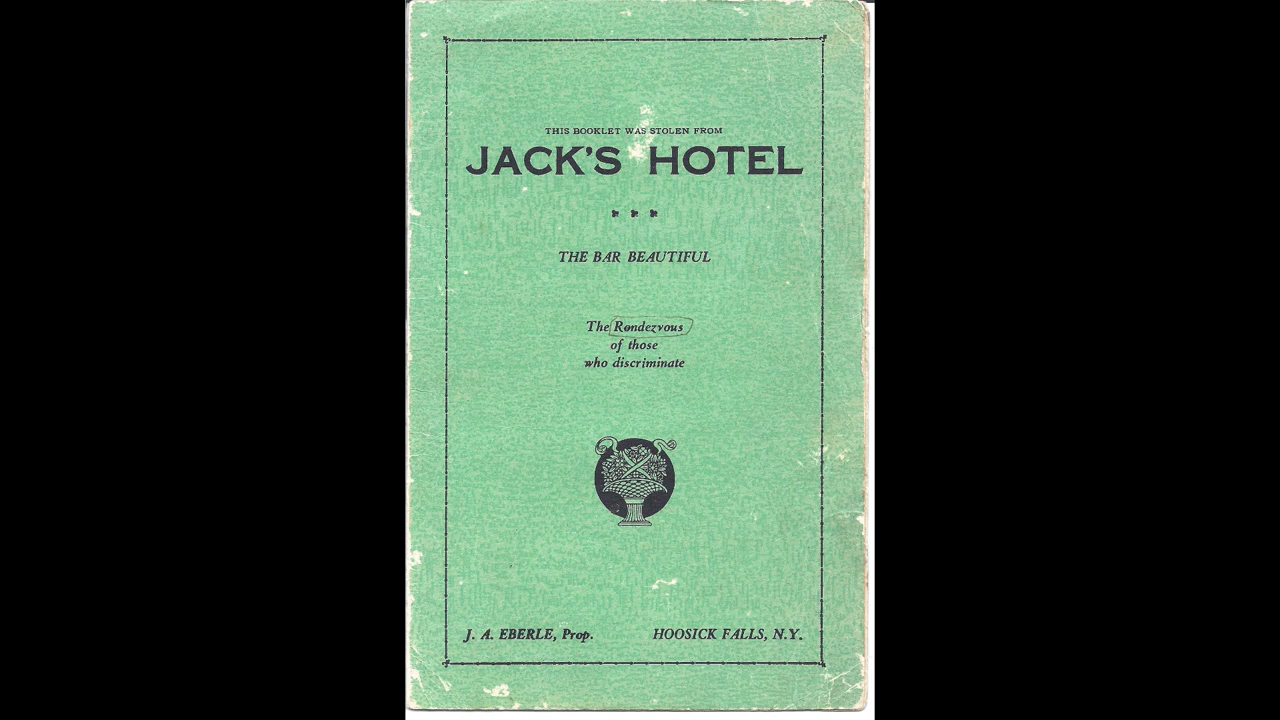 THIS BOOKLET WAS STOLEN FROM
JACK'S HOTEL
THE BAR BEAUTIFUL
The Rondezvous
of those
who discriminate
J. A. EBERLE, Prop. HOOSICK FALLS, N.Y.